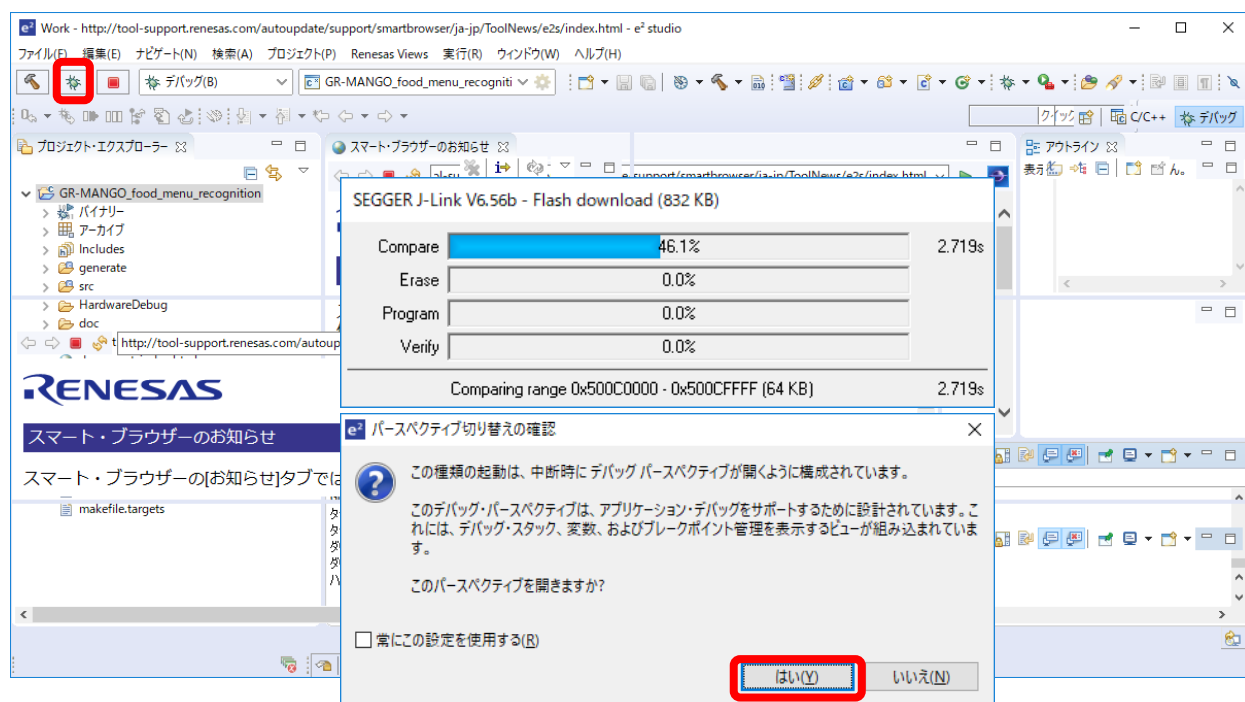 e² Work - http://tool-support.renesas.com/autoupdate/support/smartbrowser/ja-jp/ToolNews/e2s/index.html - e² studio
ファイル(F) 編集(E) ナビゲート(N) 検索(A) プロジェクト(P) Renesas Views 実行(R) ウィンドウ(W) ヘルプ(H)
デバッグ(B) GR-MANGO_food_menu_recogniti
C/C++ デバッグ
プロジェクト・エクスプローラー
スマート・ブラウザーのお知らせ
アウトライン
GR-MANGO_food_menu_recognition
バイナリー
アーカイブ
Includes
generate
src
HardwareDebug
doc
http://tool-support.renesas.com/autoup
RENESAS
スマート・ブラウザーのお知らせ
スマート・ブラウザーの[お知らせ]タブでは
makefile.targets
support/smartbrowser/ja-jp/ToolNews/e2s/index.html
SEGGER J-Link V6.56b - Flash download (832 KB)
Compare 46.1% 2.719s
Erase 0.0%
Program 0.0%
Verify 0.0%
Comparing range 0x500C0000 - 0x500CFFFF (64 KB) 2.719s
e² パースペクティブ切り替えの確認
この種類の起動は、中断時に デバッグ パースペクティブが開くように構成されています。
このデバッグ・パースペクティブは、アプリケーション・デバッグをサポートするために設計されています。こ
れには、デバッグ・スタック、変数、およびブレークポイント管理を表示するビューが組み込まれていま
す。
このパースペクティブを開きますか?
常にこの設定を使用する(R)
はい(Y) いいえ(N)